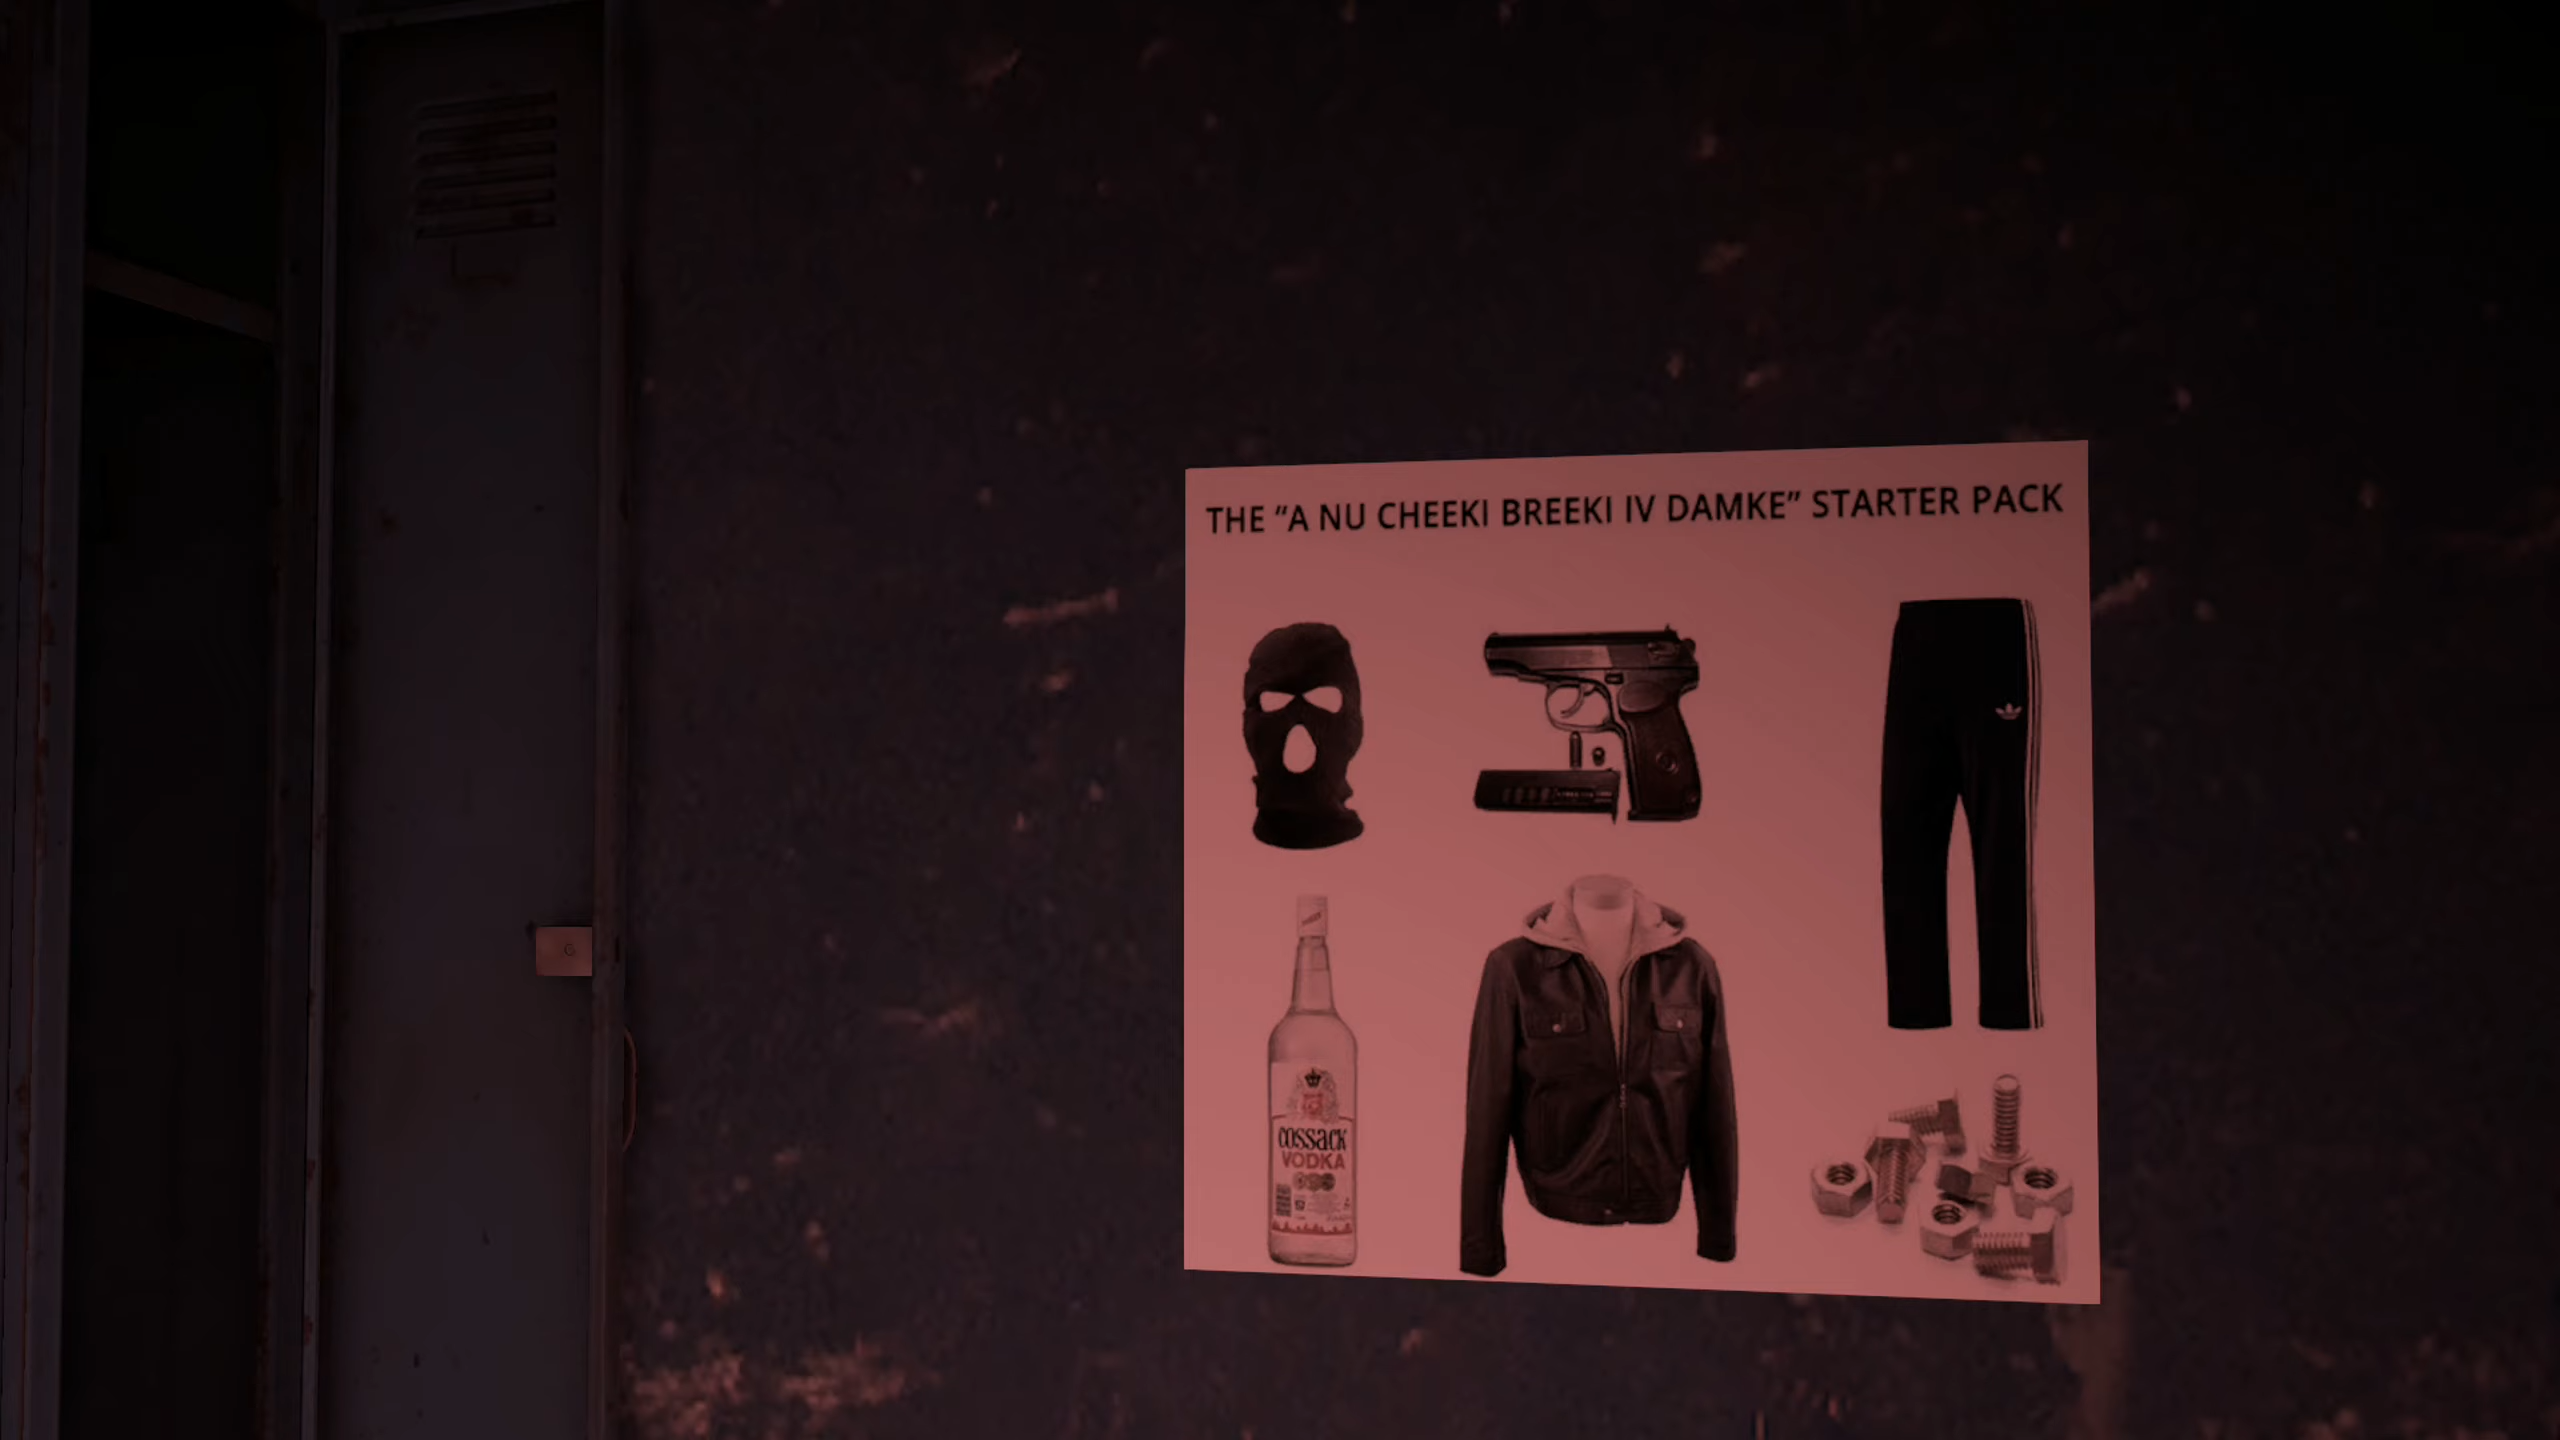 THE “A NU CHEEKI BREEKI IV DAMKE” STARTER PACK
COSSACK
VODKA